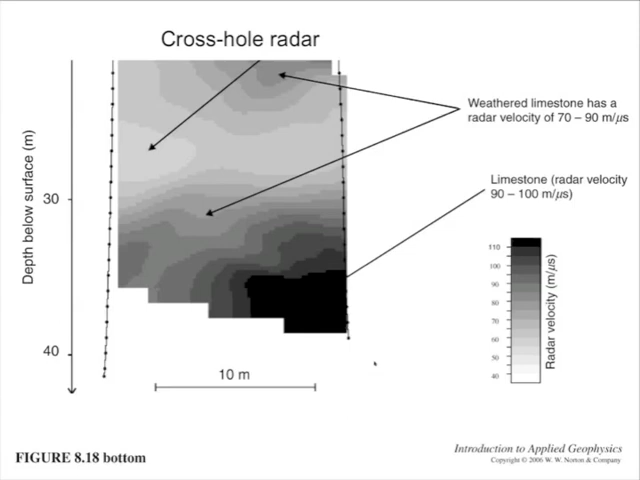 Cross-hole radar
Weathered limestone has a
radar velocity of 70 – 90 m/µs
Limestone (radar velocity
90 – 100 m/µs)
Depth below surface (m)
30
40
10 m
110
100
90
80
70
60
50
40
Radar velocity (m/µs)
FIGURE 8.18 bottom
Introduction to Applied Geophysics
Copyright © 2006 W. W. Norton & Company